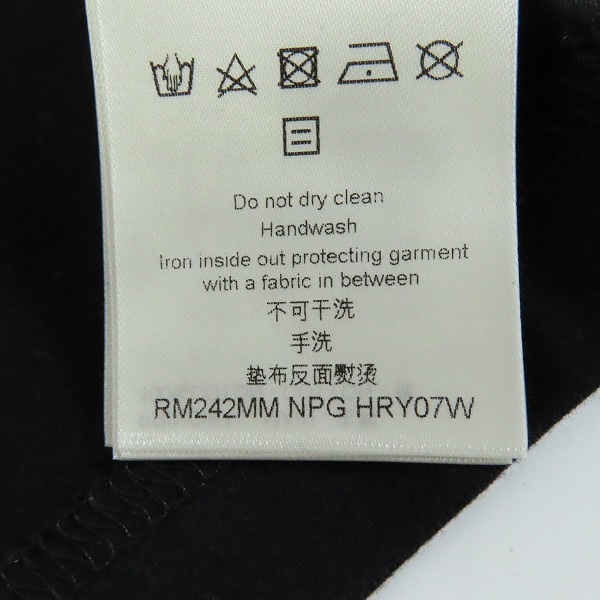 Do not dry clean
Handwash
Iron inside out protecting garment
with a fabric in between
不可干洗
手洗
垫布反面熨烫
RM242MM NPG HRY07W